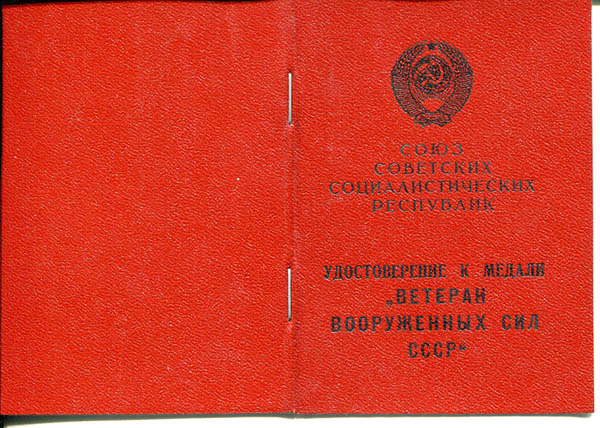 СОЮЗ
СОВЕТСКИХ
СОЦИАЛИСТИЧЕСКИХ
РЕСПУБЛИК
УДОСТОВЕРЕНИЕ К МЕДАЛИ
„ВЕТЕРАН
ВООРУЖЕННЫХ СИЛ
СССР“